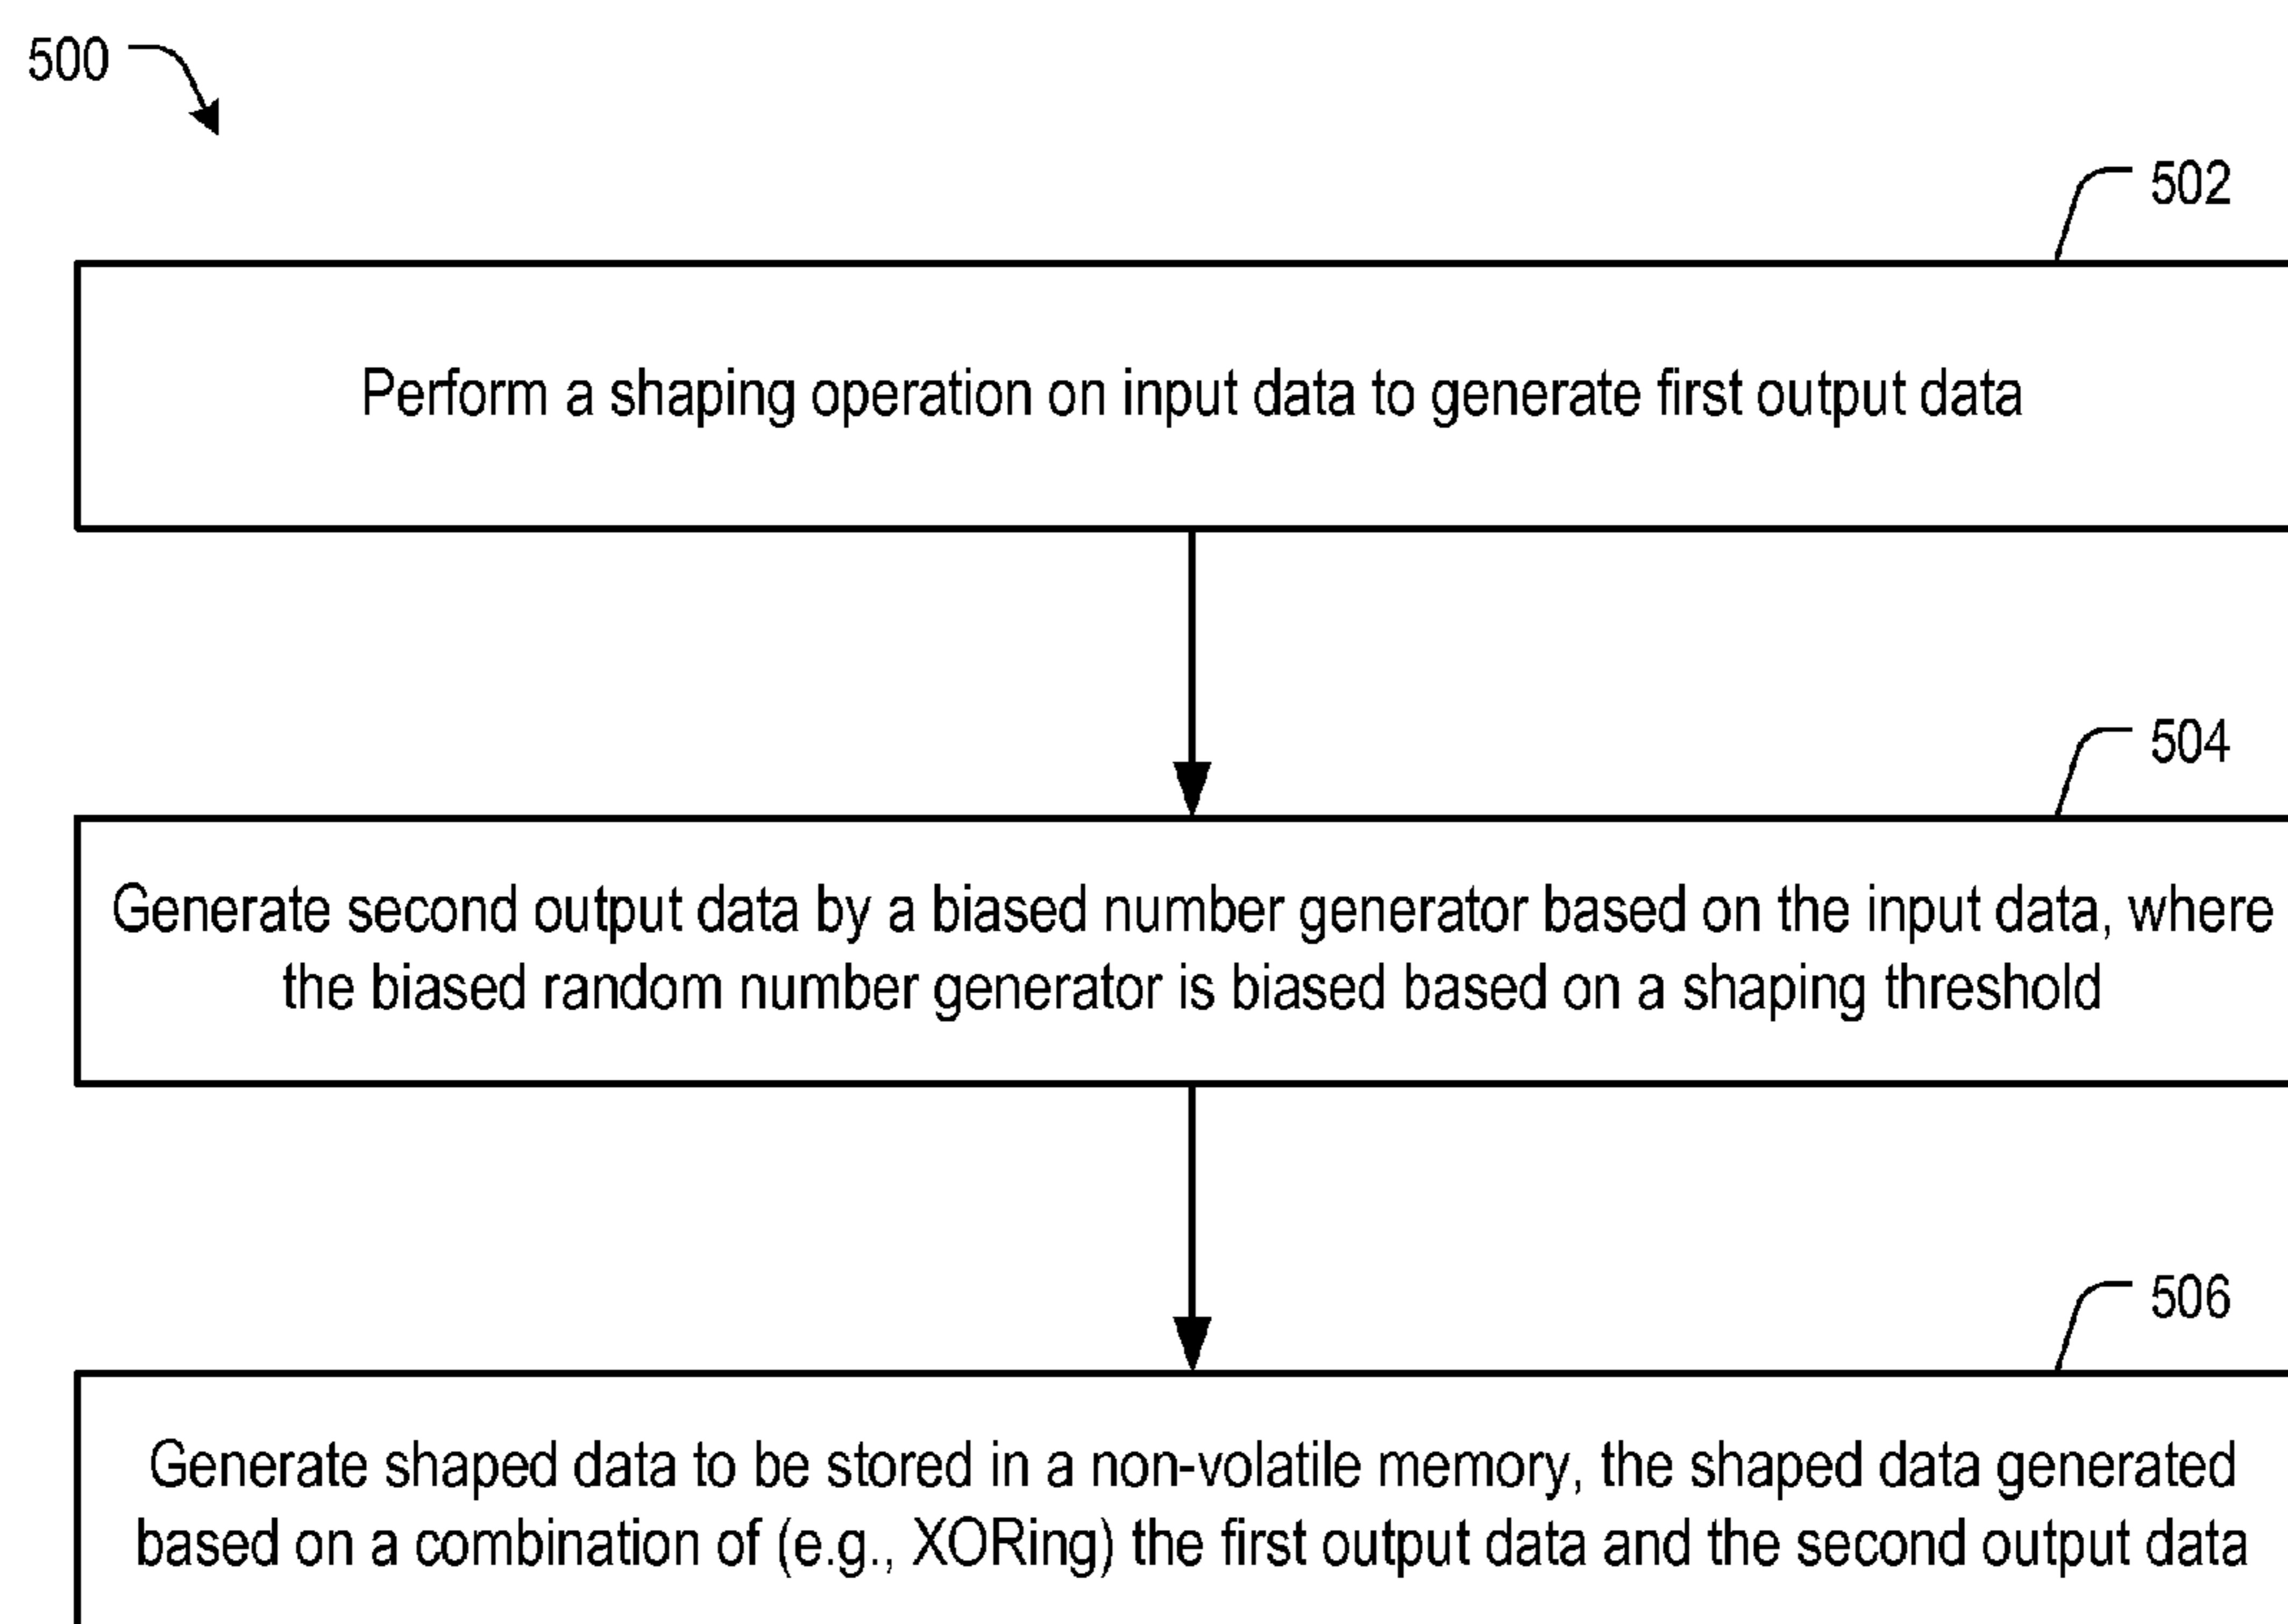 500
502
Perform a shaping operation on input data to generate first output data
504
Generate second output data by a biased number generator based on the input data, where
the biased random number generator is biased based on a shaping threshold
506
Generate shaped data to be stored in a non-volatile memory, the shaped data generated
based on a combination of (e.g., XORing) the first output data and the second output data